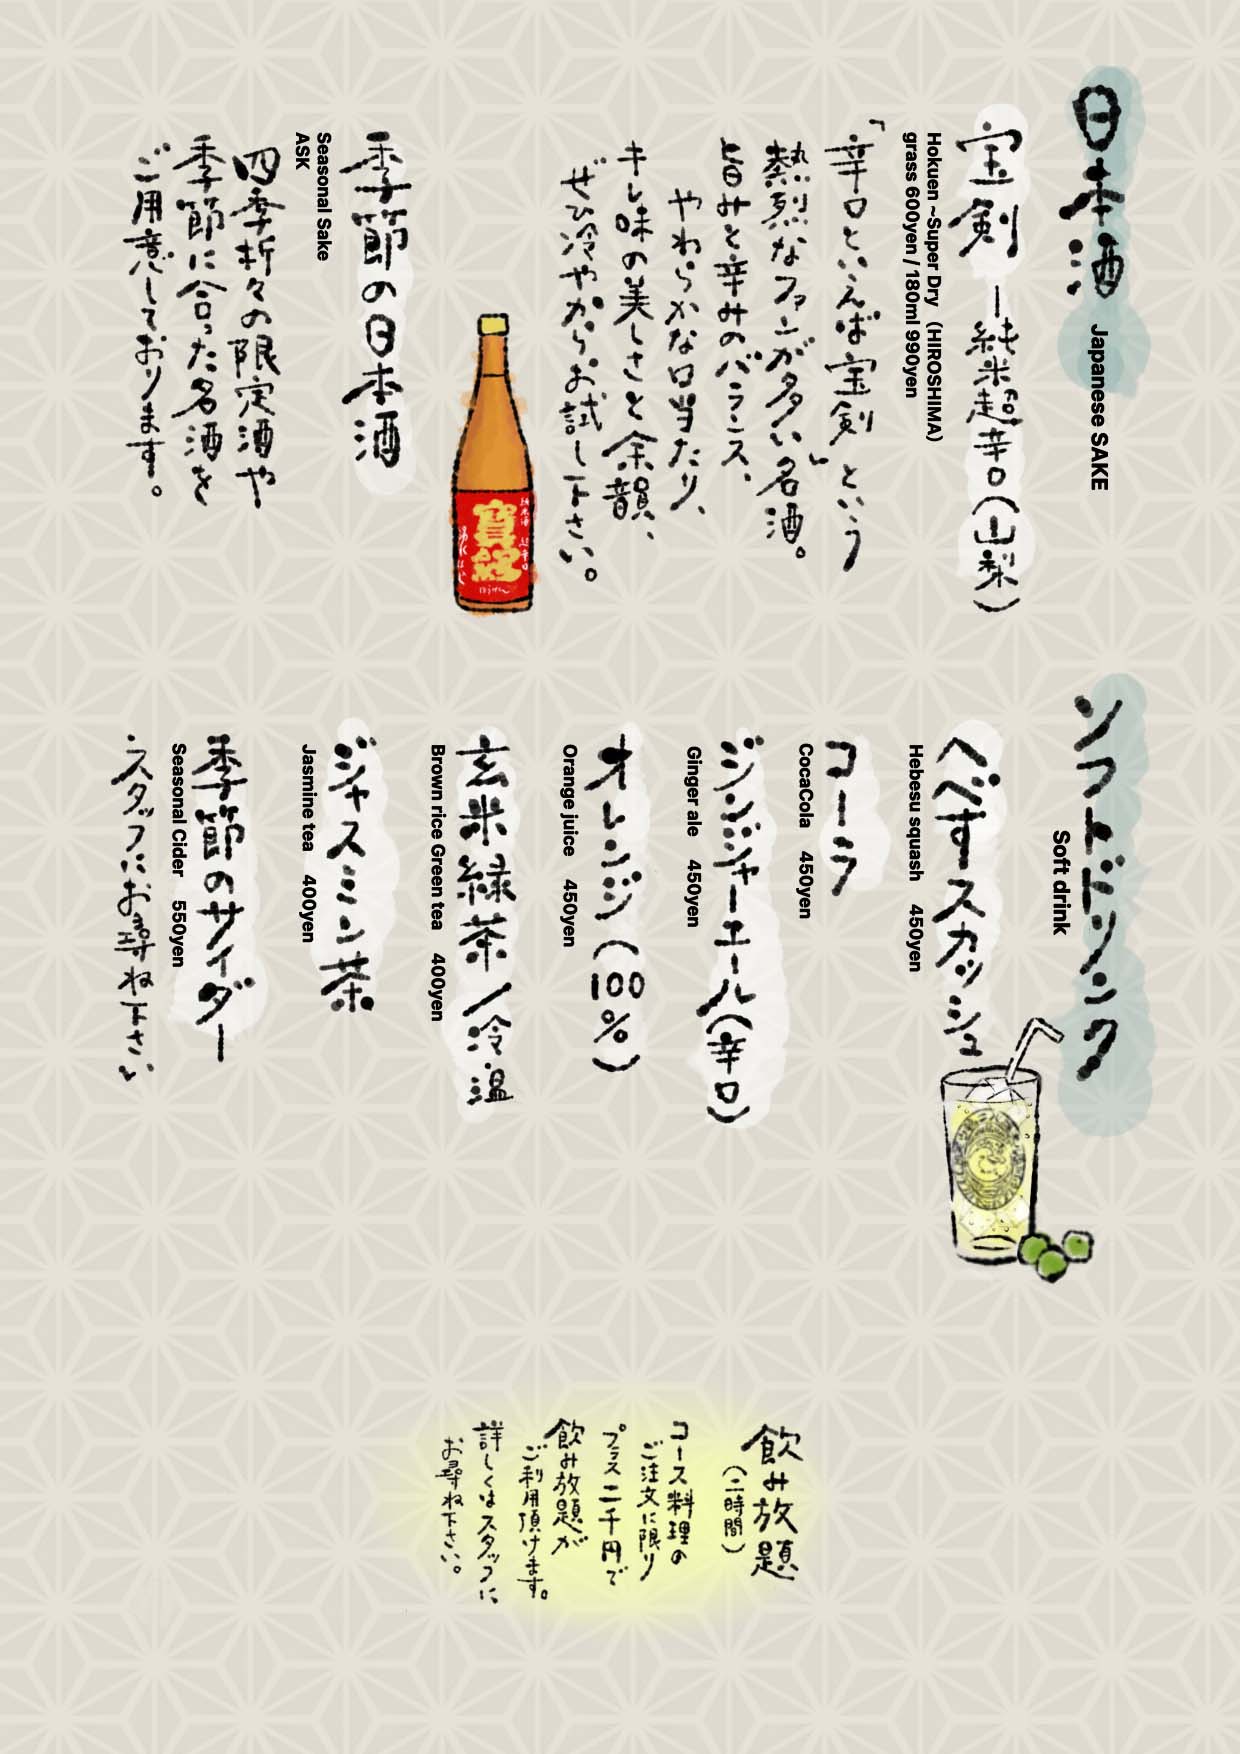 日本酒
Japanese SAKE
宝剣 ー純米超辛口(山梨)
Hokuen ~Super Dry (HIROSHIMA)
grass 600yen / 180ml 990yen
「辛口といえば宝剣」という
熱烈なファンが多い名酒。
旨みと辛みのバランス、
やわらかな口当たり、
キレ味の美しさと余韻、
ぜひ冷やからお試し下さい。
寳剣
純米酒 超辛口
ほうけん
季節の日本酒
Seasonal Sake
ASK
四季折々の限定酒や
季節に合った名酒を
ご用意しております。
ソフトドリンク
Soft drink
へべすスカッシュ
Hebesu squash 450yen
コーラ
CocaCola 450yen
ジンジャーエール(辛口)
Ginger ale 450yen
オレンジ(100%)
Orange juice 450yen
玄米緑茶/冷・温
Brown rice Green tea 400yen
ジャスミン茶
Jasmine tea 400yen
季節のサイダー
Seasonal Cider 550yen
スタッフにお尋ね下さい
飲み放題
(二時間)
コース料理の
ご注文に限り
プラス二千円で
飲み放題が
ご利用頂けます。
詳しくはスタッフに
お尋ね下さい。